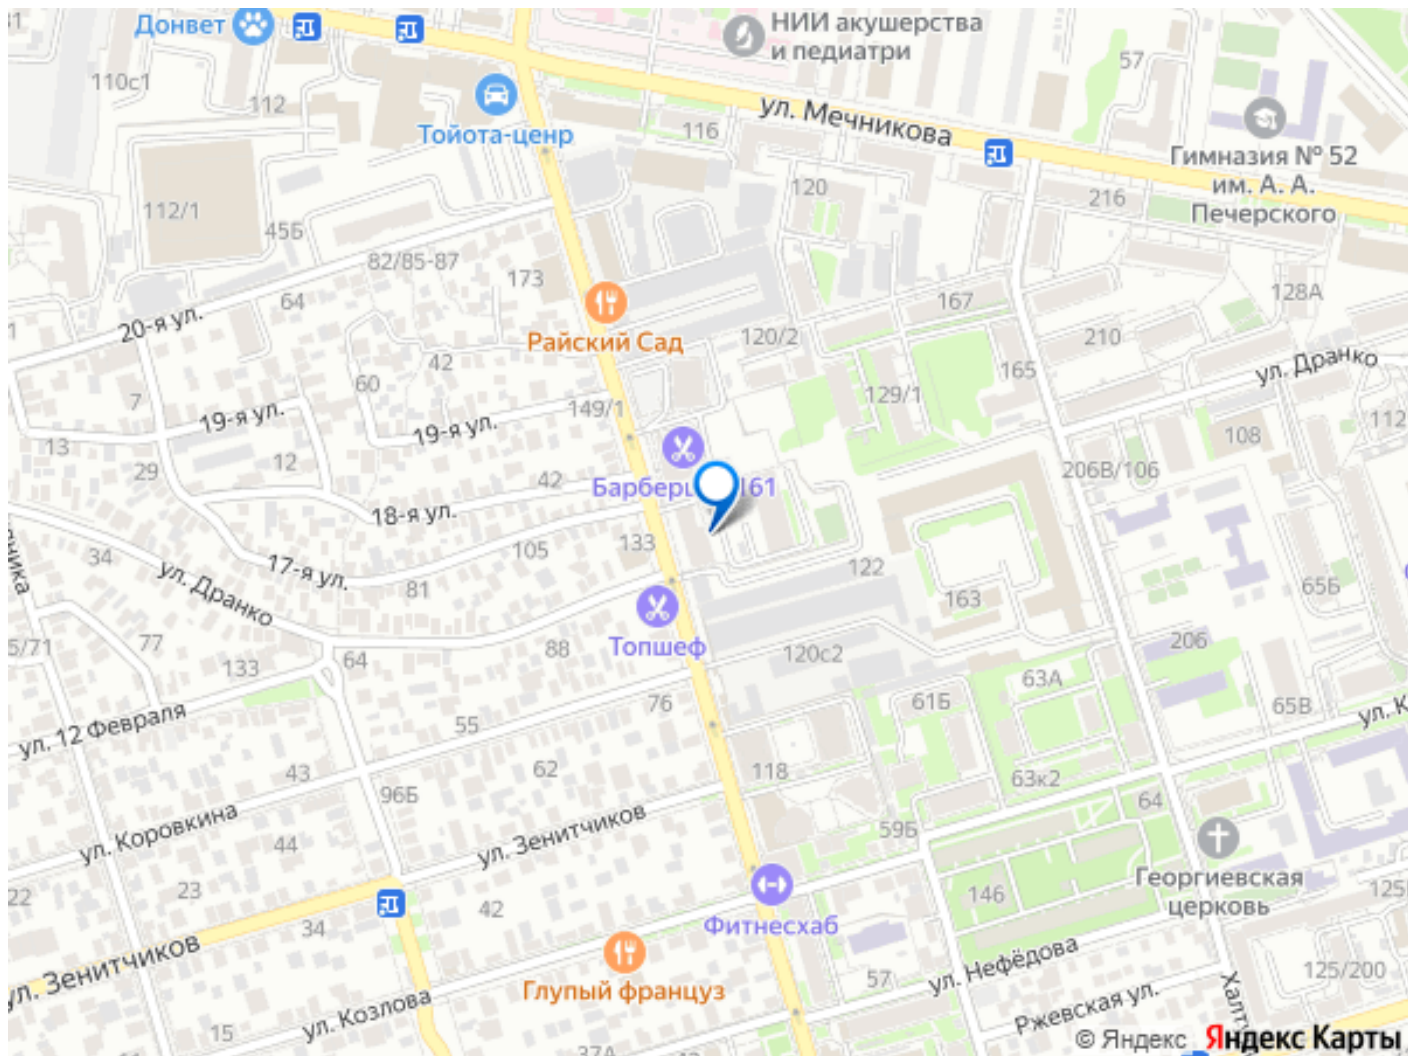 Донвет
НИИ акушерства
и педиатри
57
110с1
112
Тойота-ценр
116
ул. Мечникова
Гимназия № 52
им. А. А.
Печерского
120
216
112/1
45Б
82/85-87
173
64
20-я ул.
167
128А
Райский Сад
120/2
210
42
60
165
ул. Дранко
7
129/1
19-я ул.
149/1
19-я ул.
112
108
13
12
29
206В/106
42
161
18-я ул.
34
17-я ул.
105
133
81
122
ул. Дранко
163
65Б
77
133
64
88
Топшеф
120с2
206
63А
5/71
76
61Б
65В
ул. 12 Февраля
55
43
62
118
63к2
64
96Б
ул. Коровкина
44
ул. Зенитчиков
59Б
22
23
42
146
Георгиевская
церковь
34
Фитнесхаб
ул. Зенитчиков
57
ул. Нефёдова
125/200
Глупый француз
15
ул. Козлова
Ржевская ул.
37А
© Яндекс Яндекс Карты